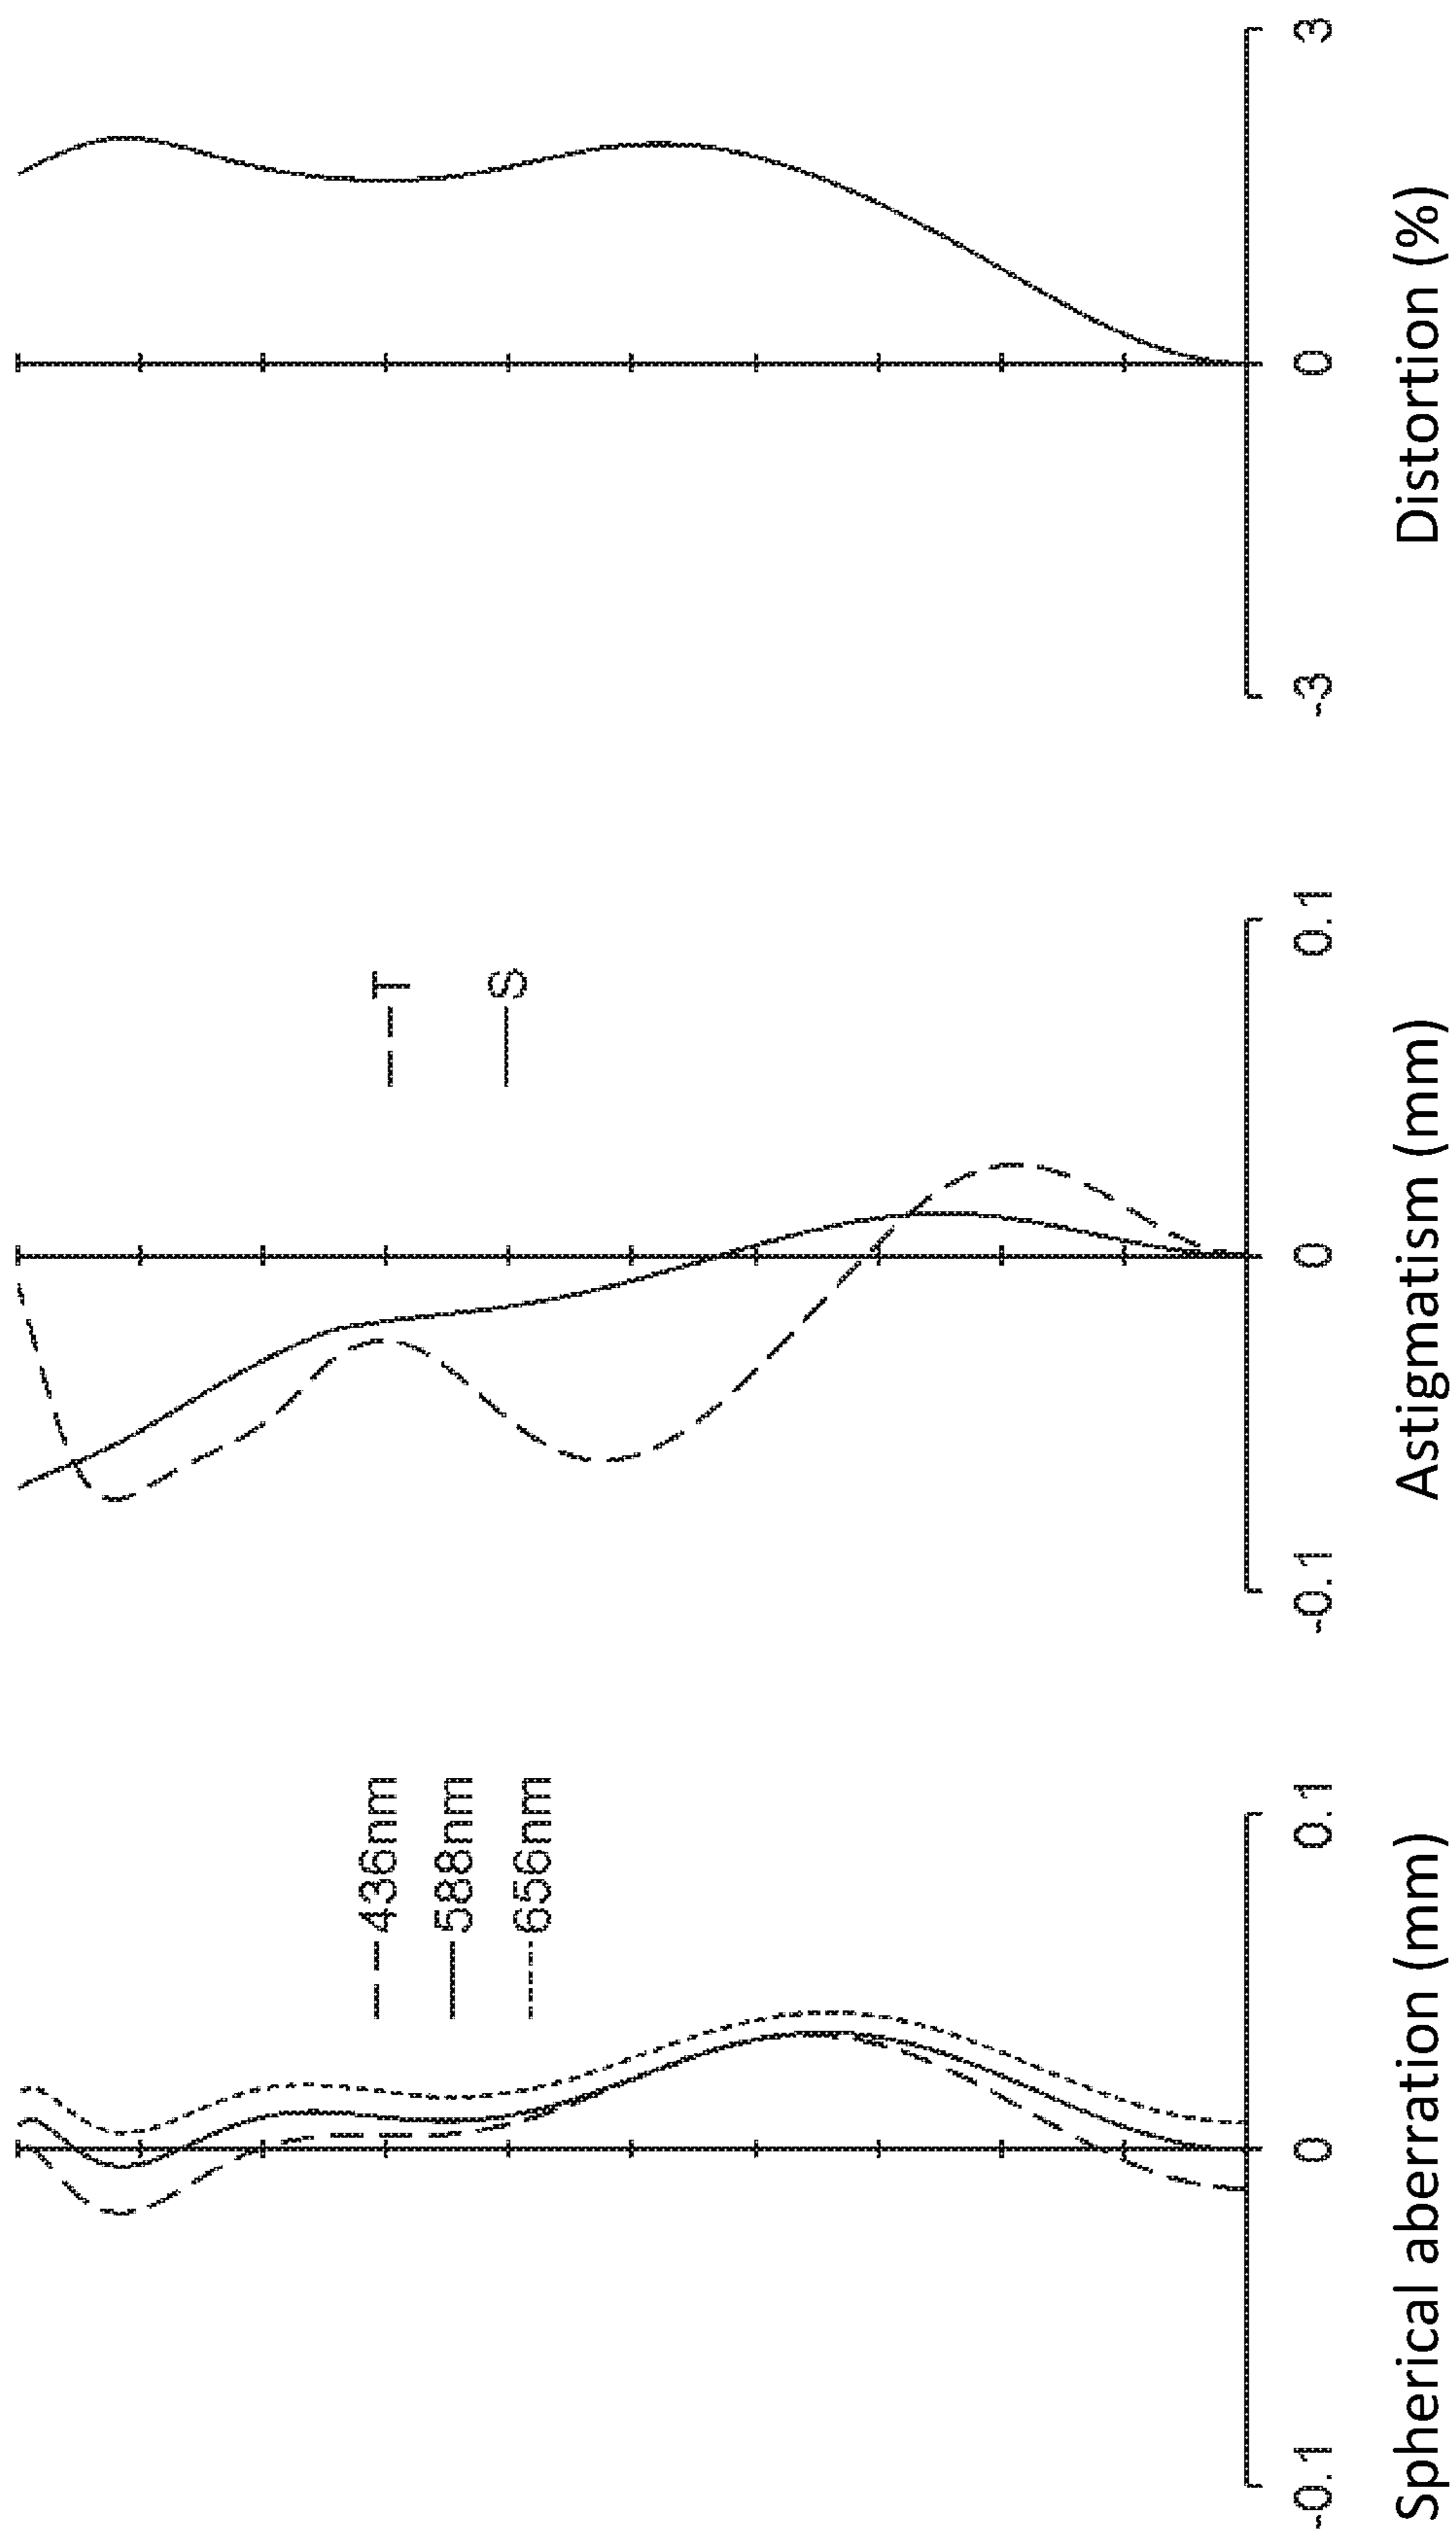 436nm
588nm
656nm
-0.1
0
0.1
Spherical aberration (mm)
T
S
-0.1
0
0.1
Astigmatism (mm)
-3
0
3
Distortion (%)